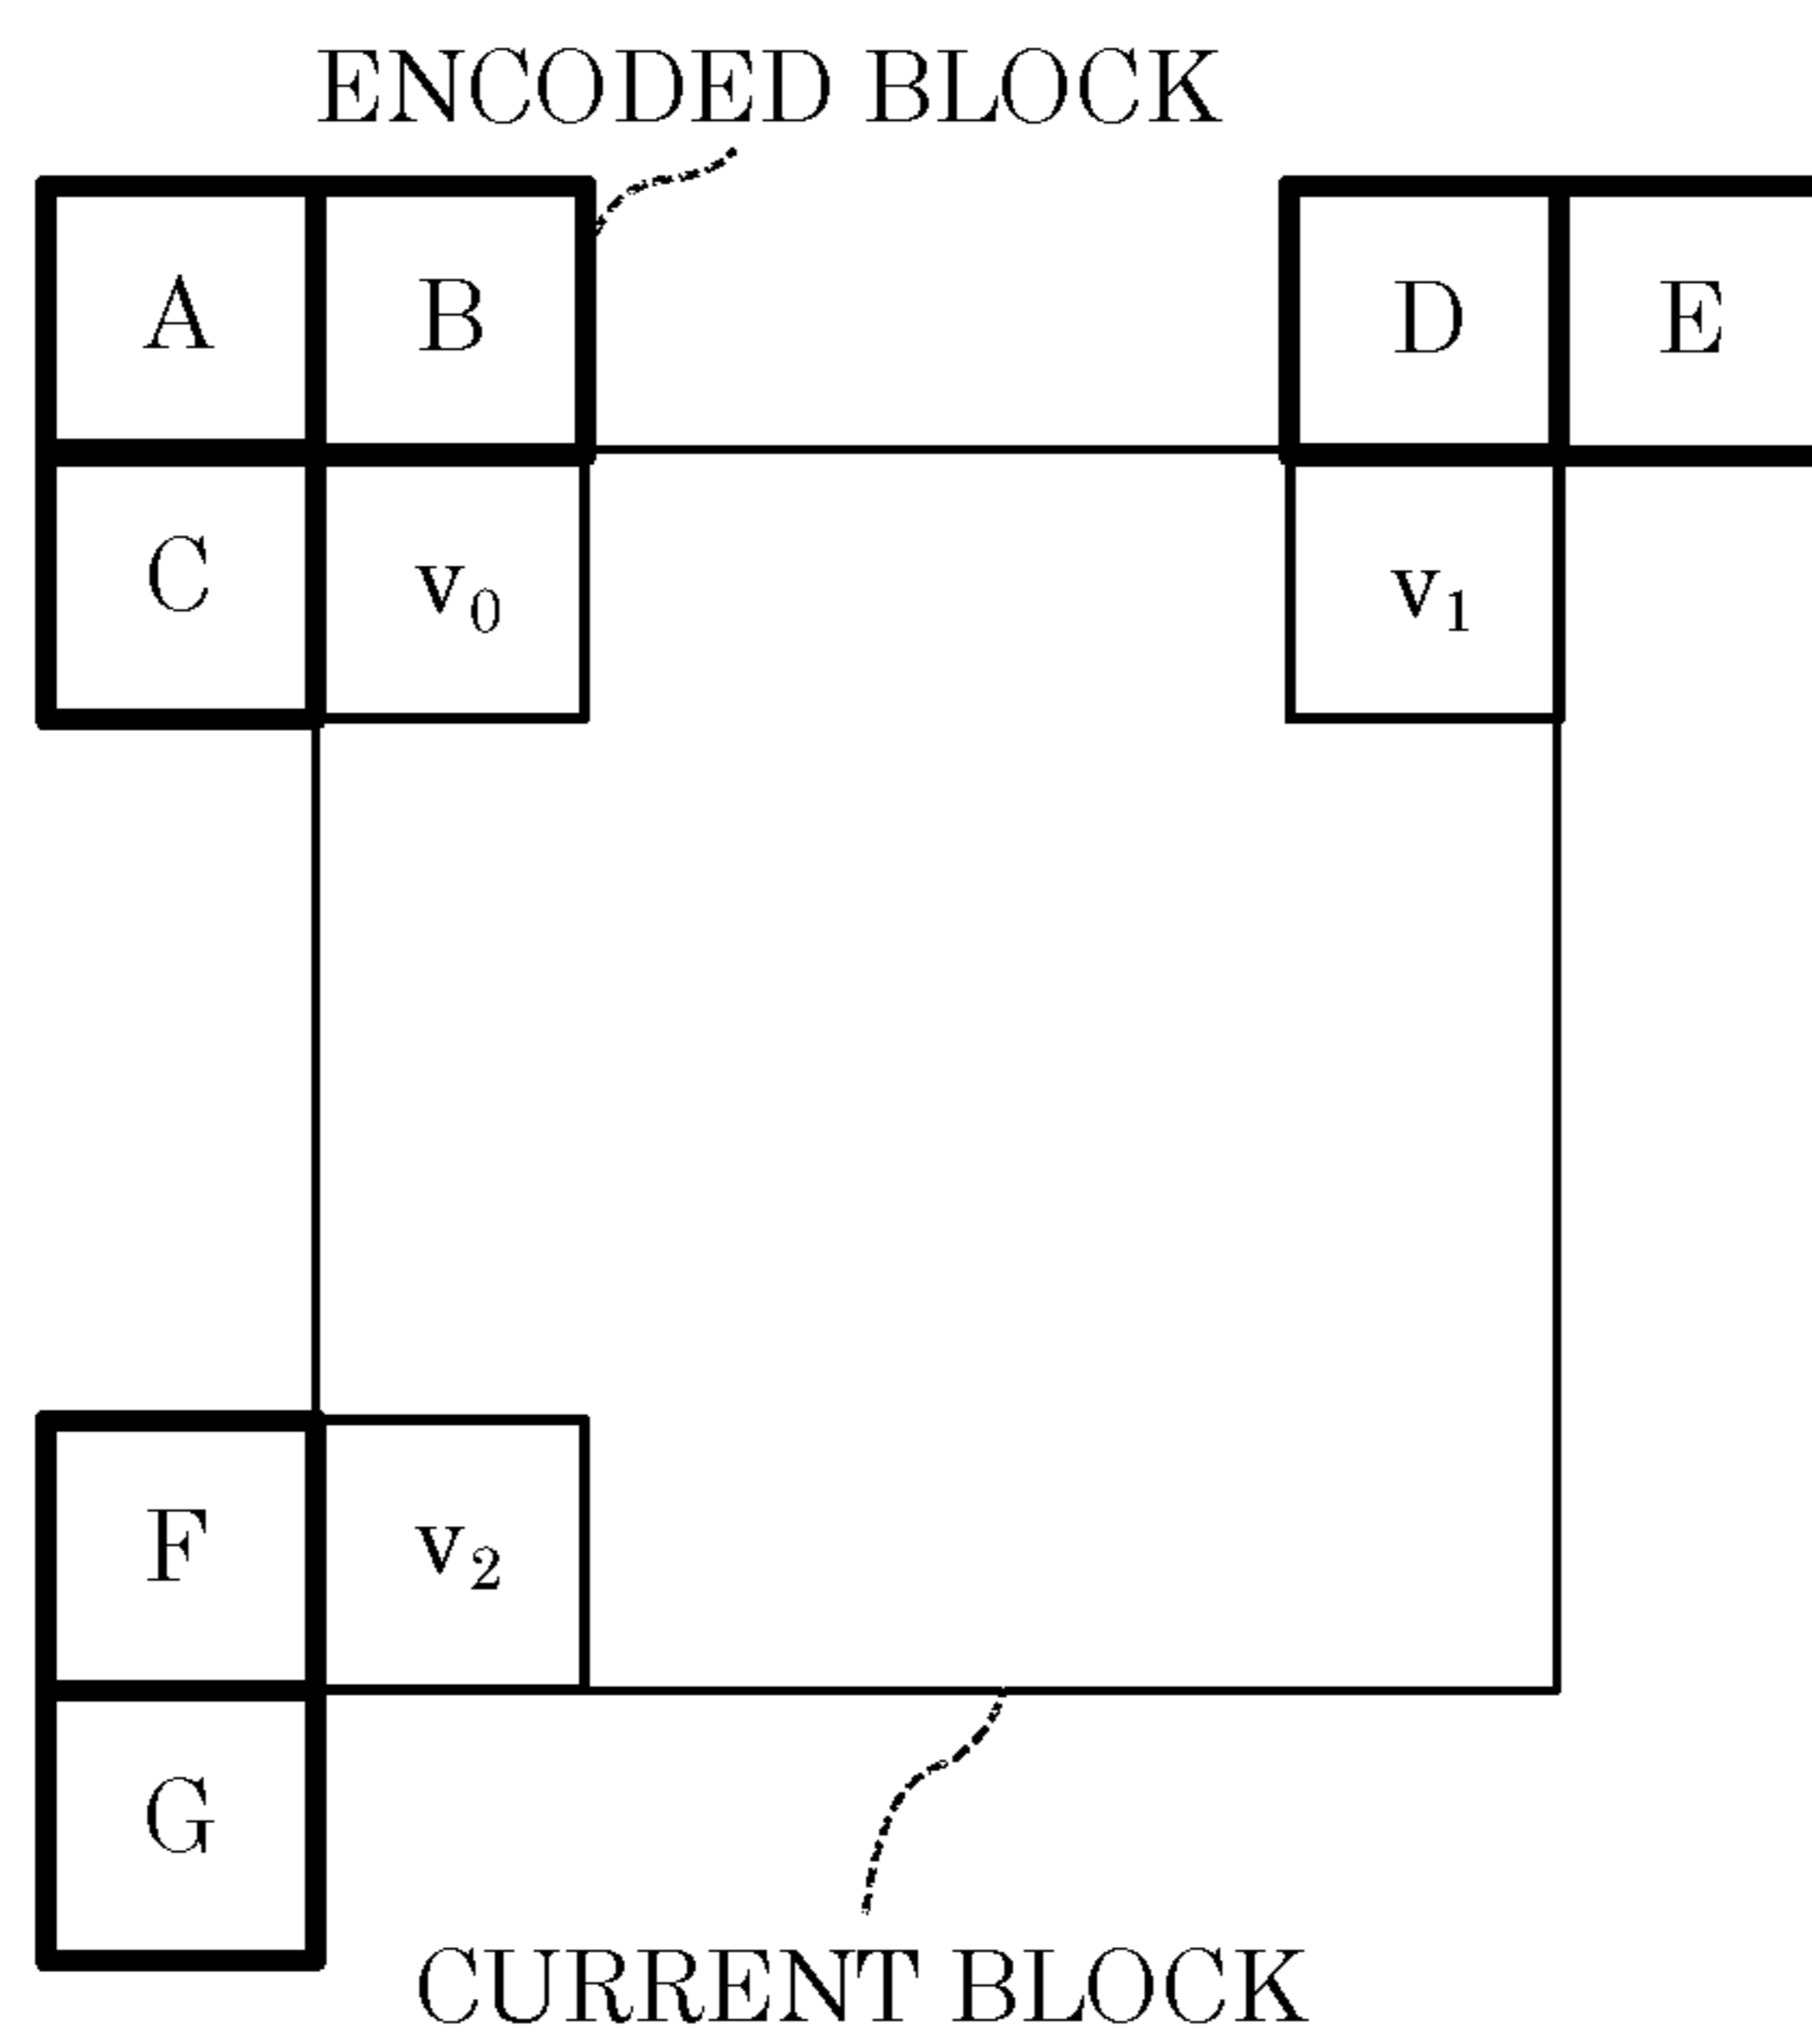 ENCODED BLOCK
A B D E
C v₀ v₁
F v₂
G
CURRENT BLOCK